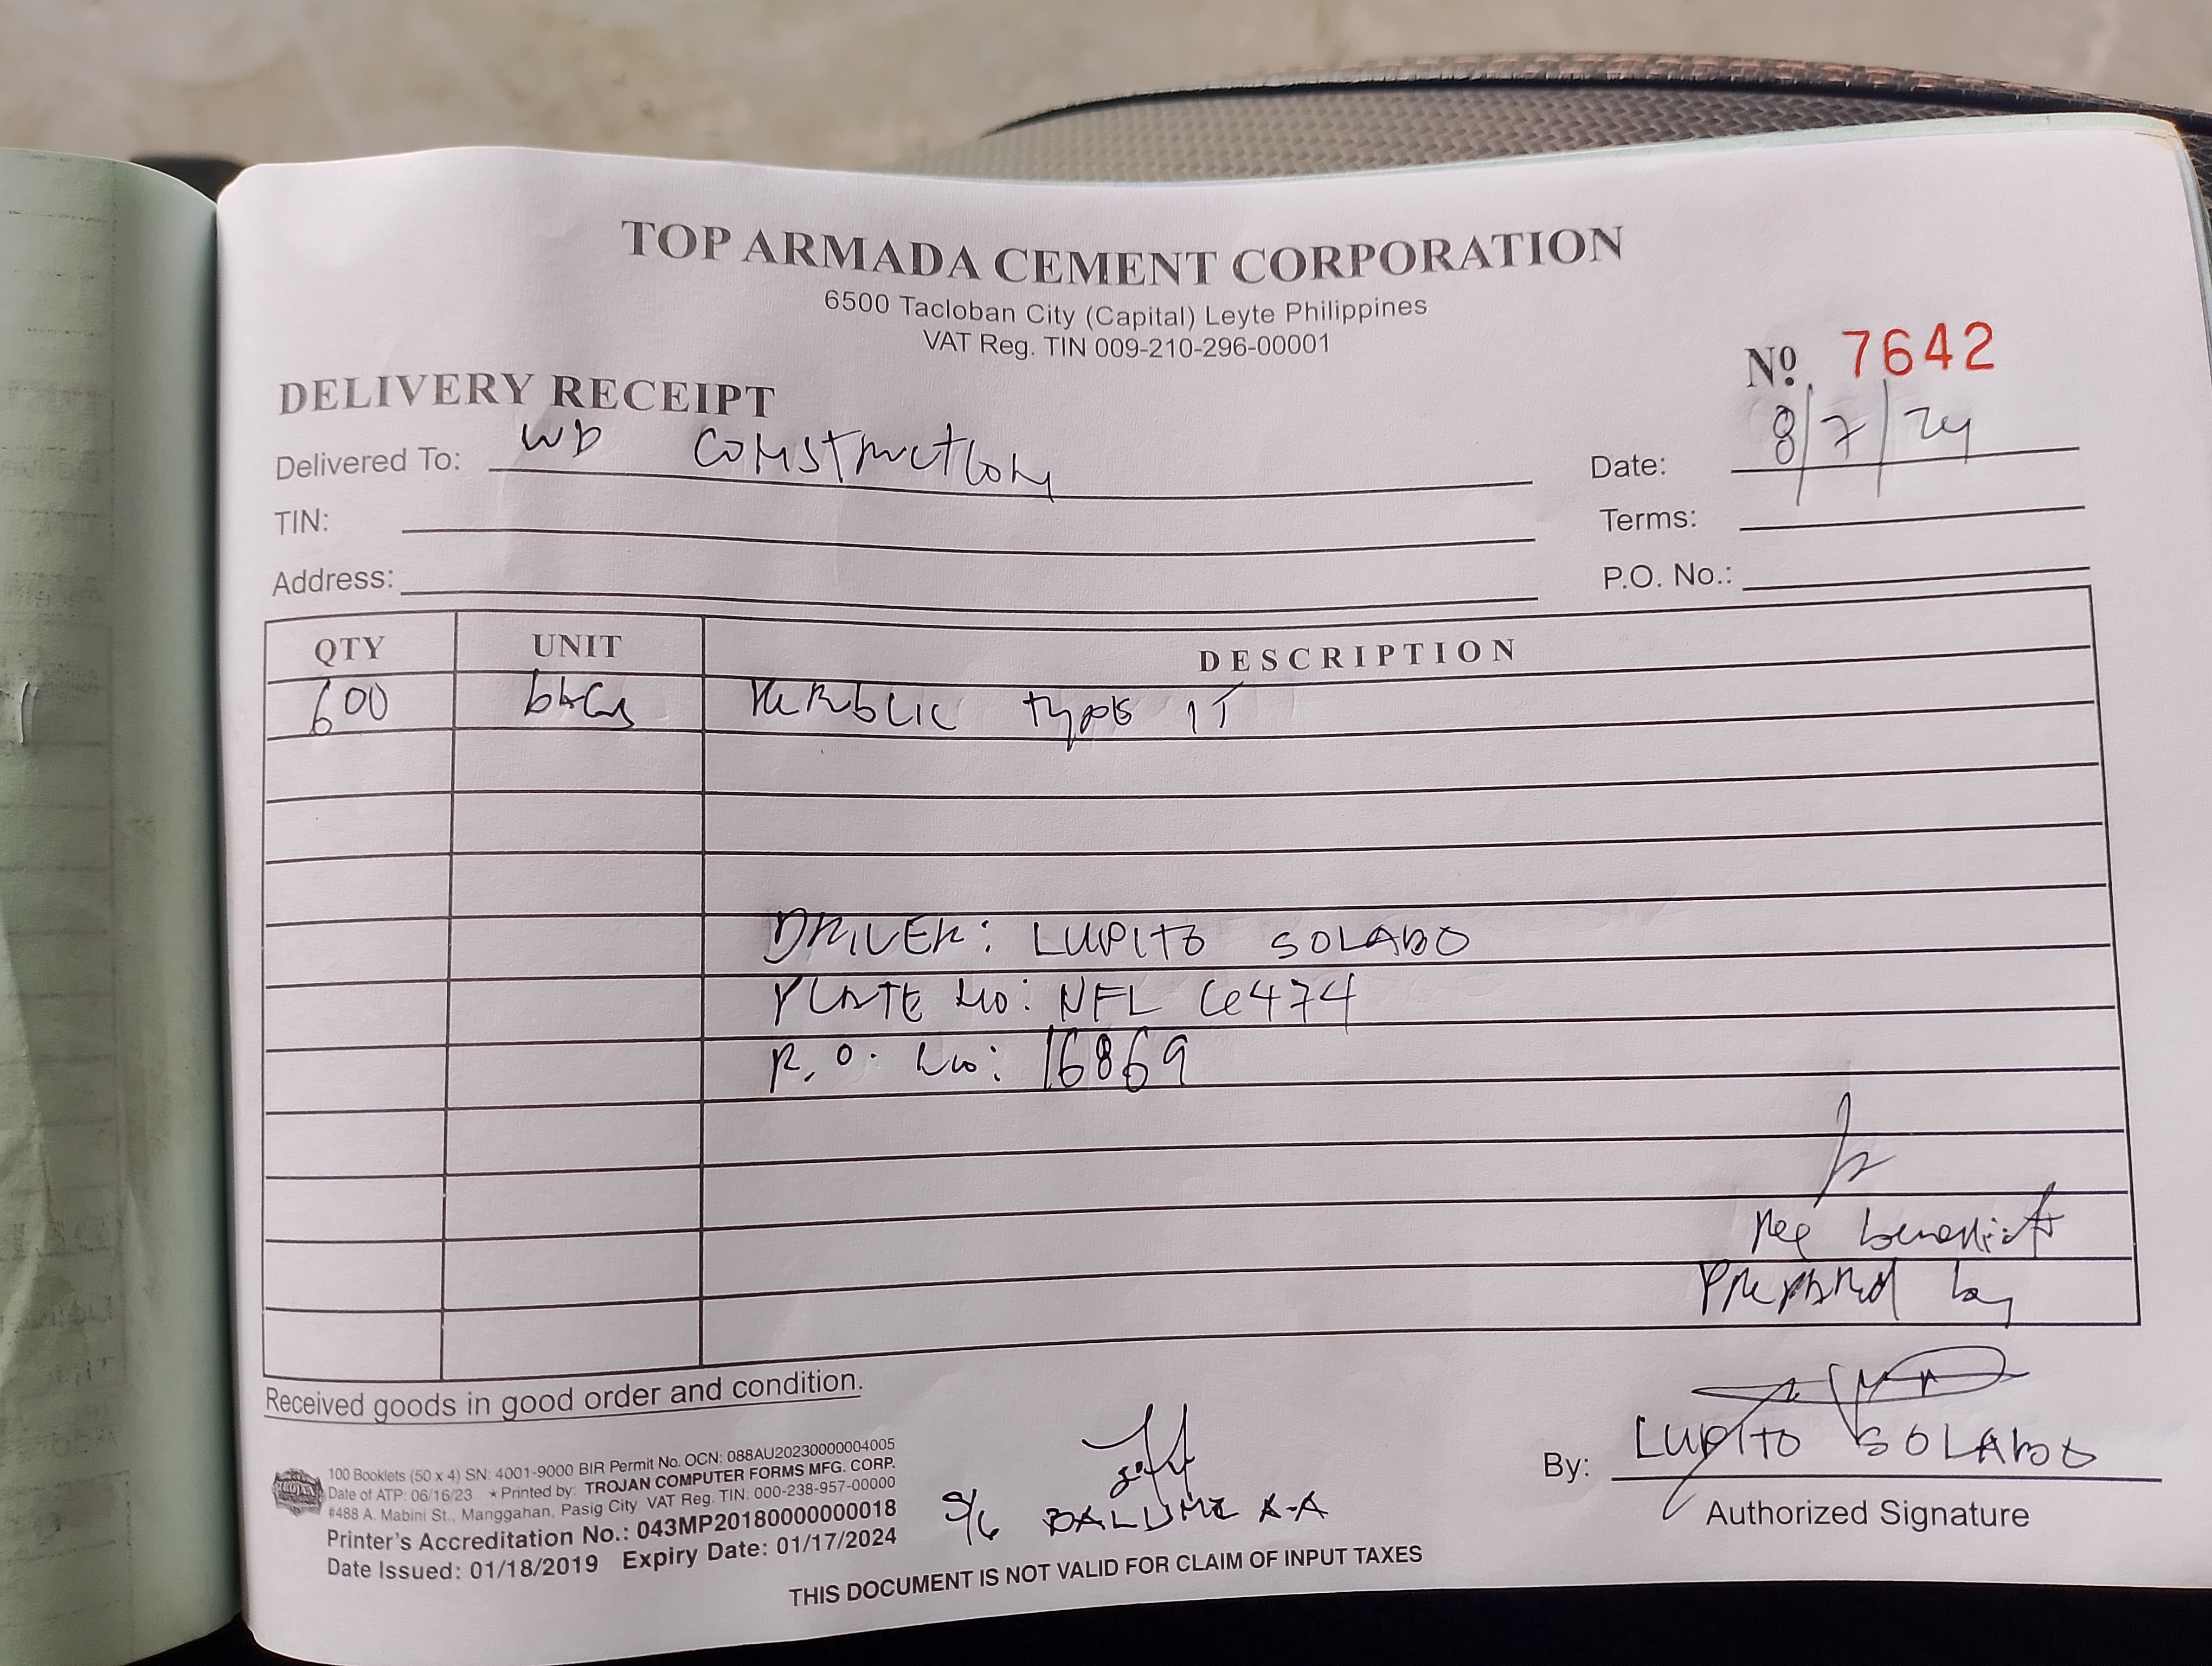 TOP ARMADA CEMENT CORPORATION
6500 Tacloban City (Capital) Leyte Philippines
VAT Reg. TIN 009-210-296-00001
Nº 7642
DELIVERY RECEIPT
Delivered To: WD Construction
Date: 8/7/24
TIN:
Terms:
Address:
P.O. No.:
QTY UNIT DESCRIPTION
600 bags Republic type 1T
DRIVER: LUPITO SOLABO
PLATE No: NFL 6474
R.O. No: 16869
benedicto
Prepared by
Received goods in good order and condition.
100 Booklets (50 x 4) SN: 4001-9000 BIR Permit No. OCN: 088AU20230000004005
Date of ATP: 06/16/23 * Printed by: TROJAN COMPUTER FORMS MFG. CORP.
#488 A. Mabini St., Manggahan, Pasig City VAT Reg. TIN: 000-238-957-00000
Printer's Accreditation No.: 043MP20180000000018
Date Issued: 01/18/2019 Expiry Date: 01/17/2024
S/G A-A
By: LUPITO SOLABO
Authorized Signature
THIS DOCUMENT IS NOT VALID FOR CLAIM OF INPUT TAXES